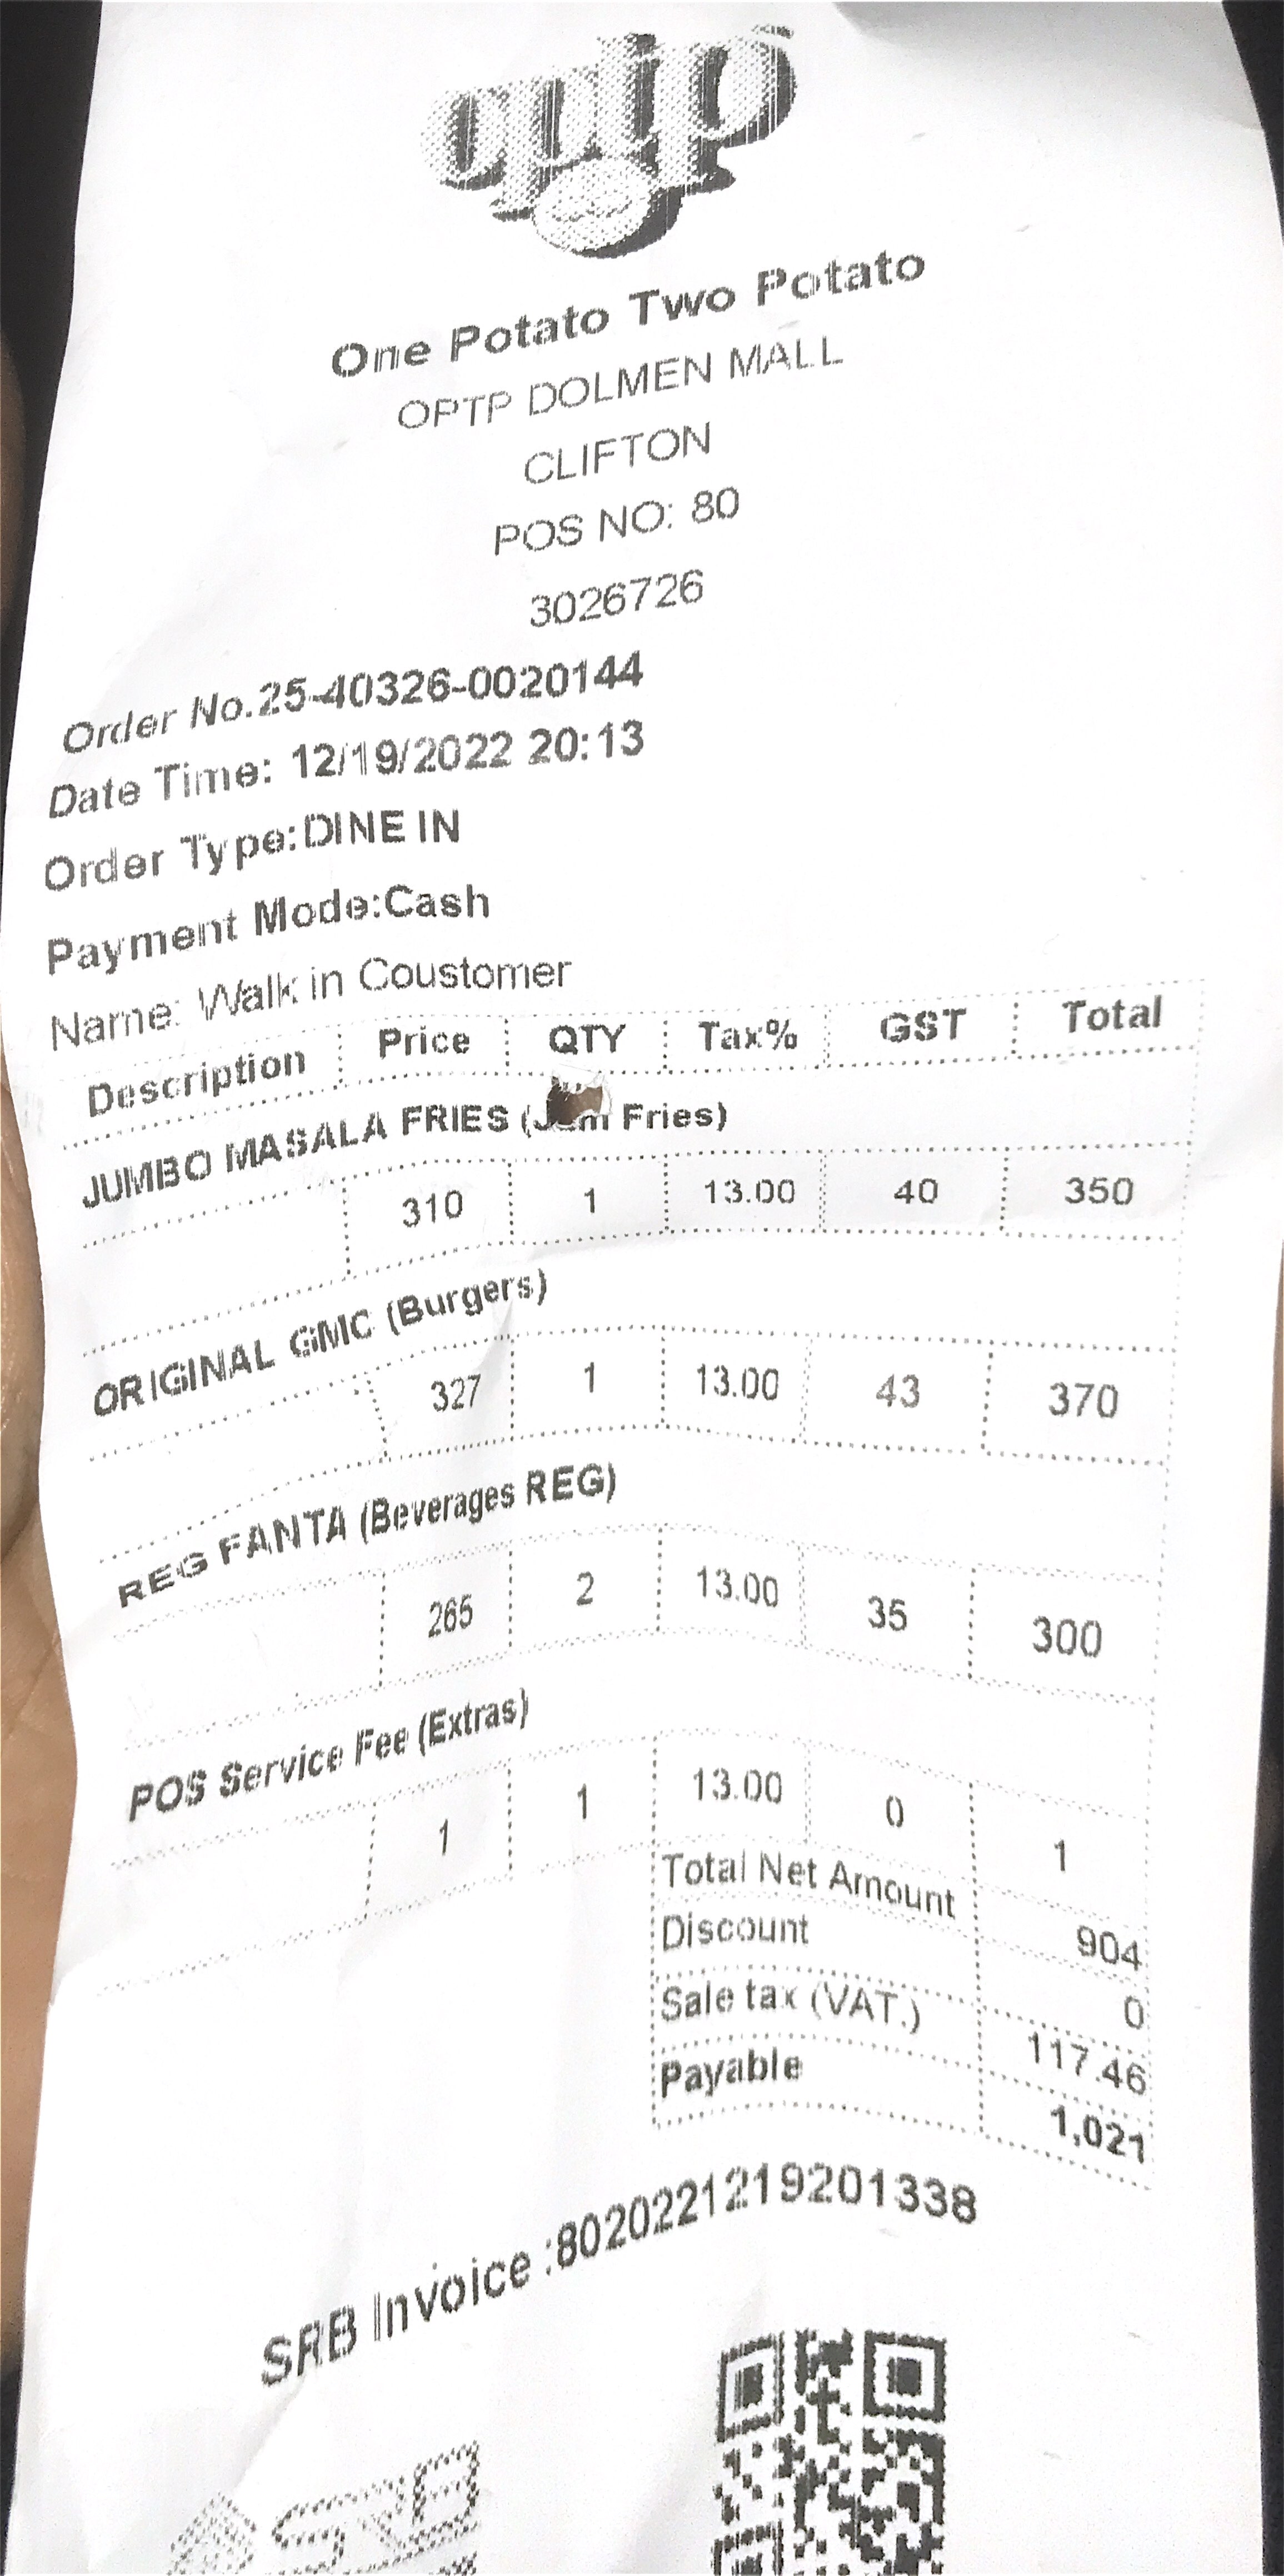 optp
One Potato Two Potato
OPTP DOLMEN MALL
CLIFTON
POS NO: 80
3026726
Order No.25-40326-0020144
Date Time: 12/19/2022 20:13
Order Type:DINE IN
Payment Mode:Cash
Name: Walk in Coustomer
Description Price QTY Tax% GST Total
JUMBO MASALA FRIES ( Fries)
310 1 13.00 40 350
ORIGINAL GMC (Burgers)
327 1 13.00 43 370
REG FANTA (Beverages REG)
265 2 13.00 35 300
POS Service Fee (Extras)
1 1 13.00 0 1
Total Net Amount 904
Discount 0
Sale tax (VAT.) 117.46
Payable 1,021
SRB Invoice :8020221219201338
SRB